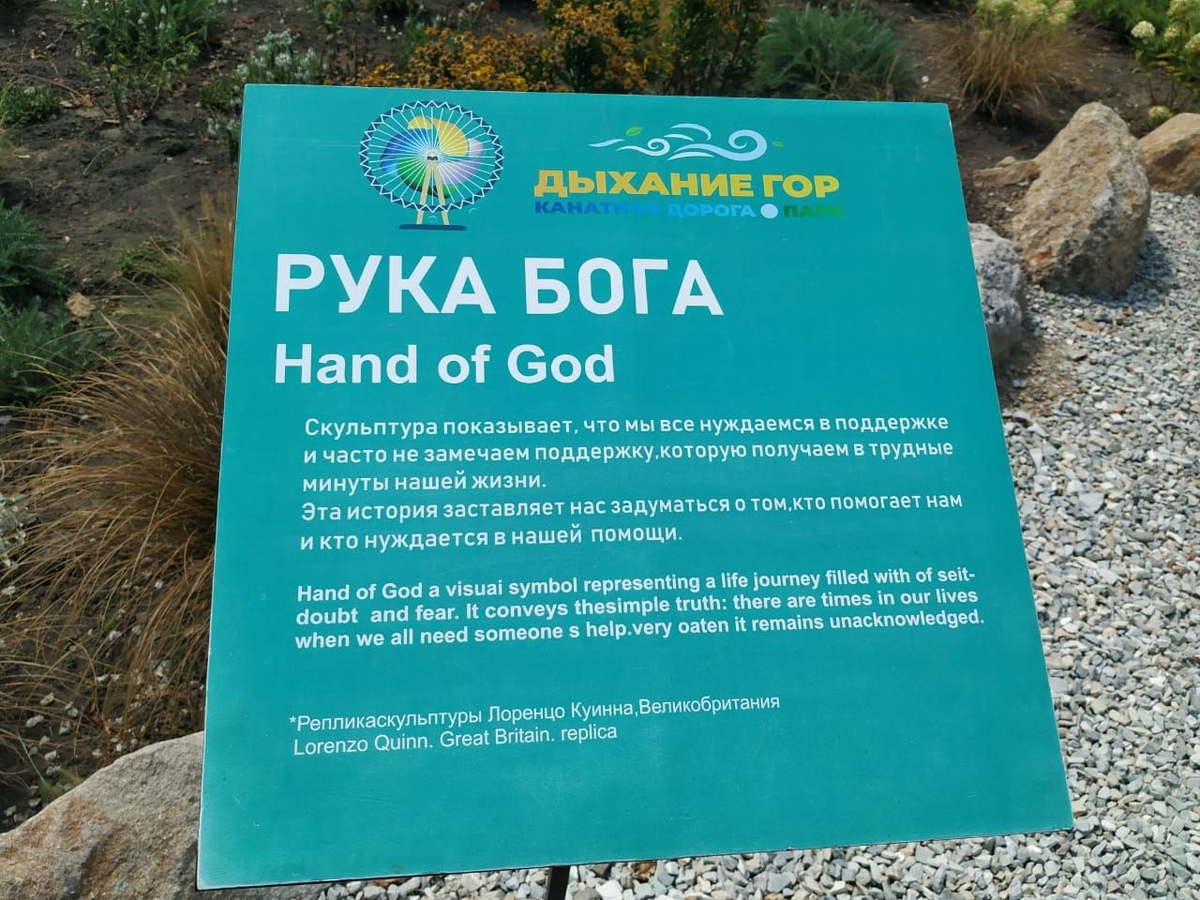 ДЫХАНИЕ ГОР
КАНАТНАЯ ДОРОГА ПАРК
РУКА БОГА
Hand of God
Скульптура показывает, что мы все нуждаемся в поддержке
и часто не замечаем поддержку,которую получаем в трудные
минуты нашей жизни.
Эта история заставляет нас задуматься о том,кто помогает нам
и кто нуждается в нашей помощи.
Hand of God a visuai symbol representing a life journey filled with of seit-
doubt and fear. It conveys thesimple truth: there are times in our lives
when we all need someone s help.very oaten it remains unacknowledged.
*Репликаскульптуры Лоренцо Куинна,Великобритания
Lorenzo Quinn. Great Britain. replica